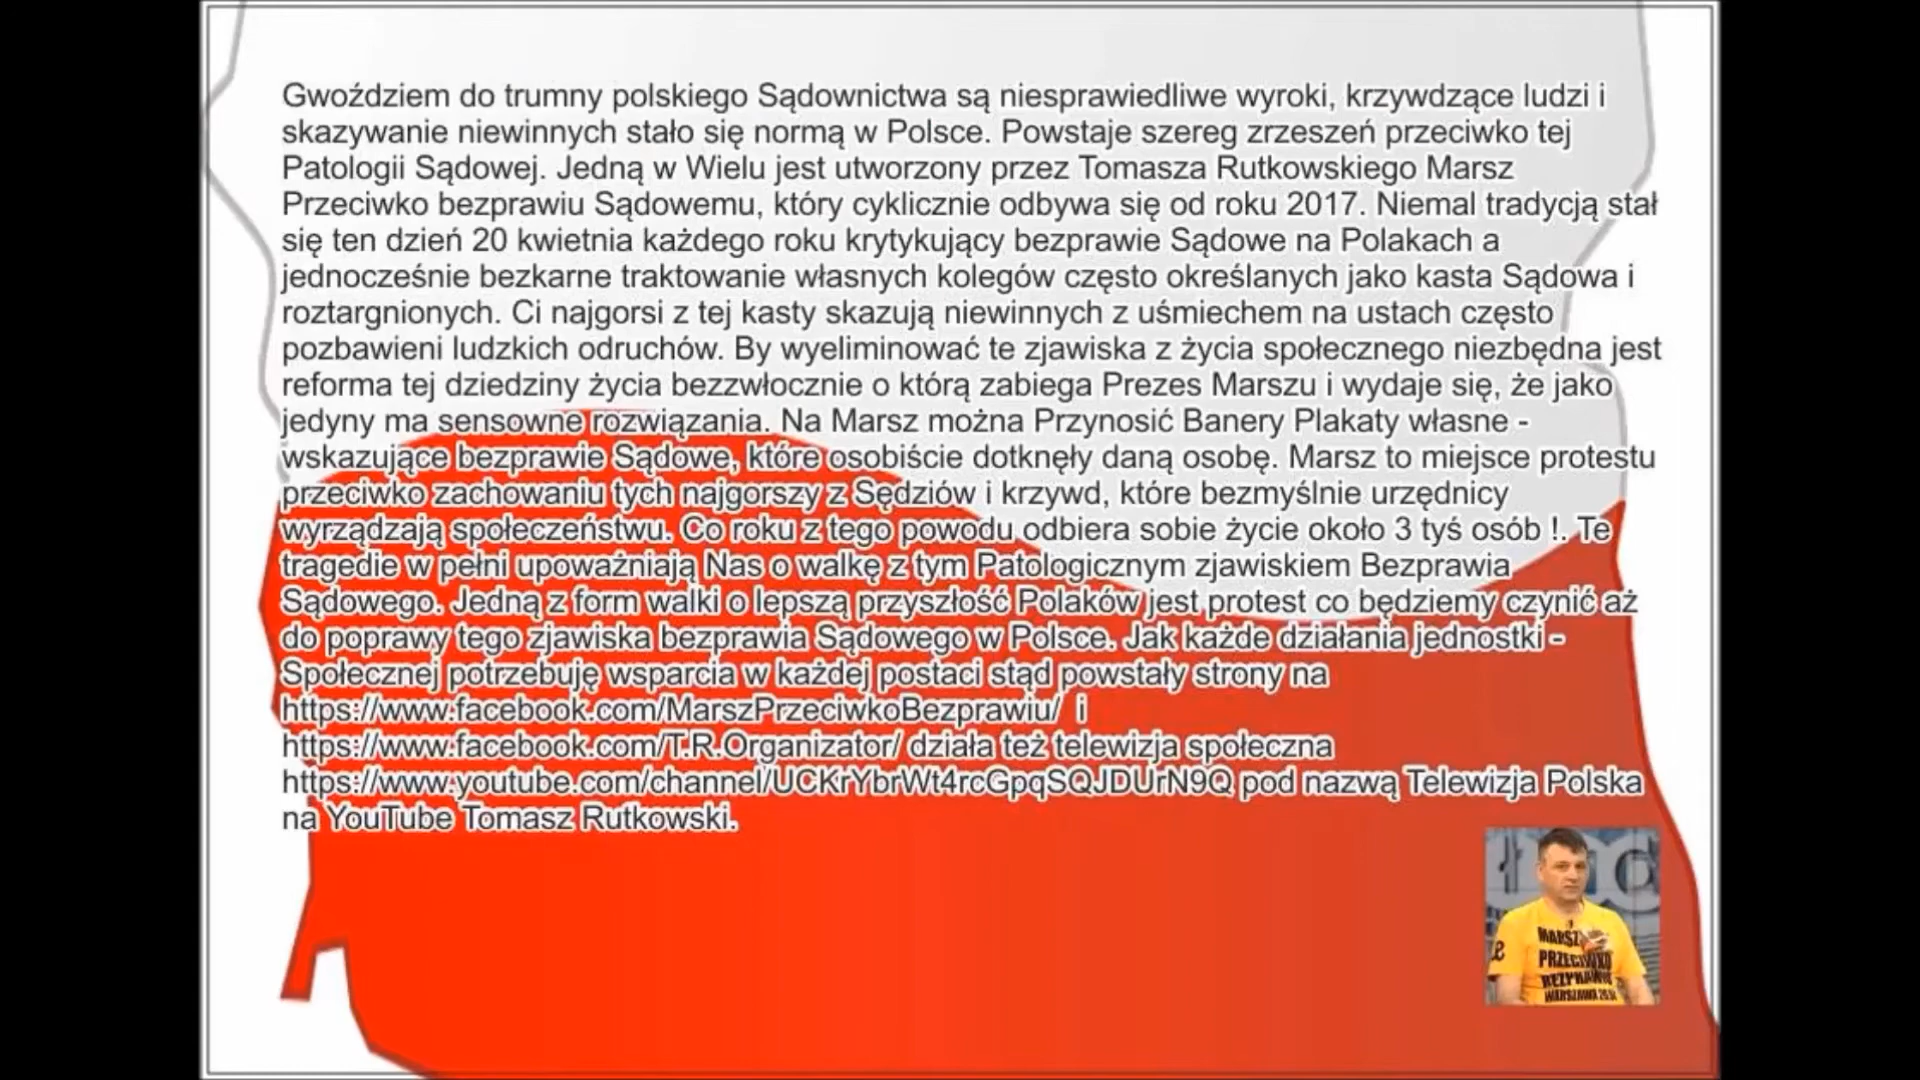 Gwoździem do trumny polskiego Sądownictwa są niesprawiedliwe wyroki, krzywdzące ludzi i
skazywanie niewinnych stało się normą w Polsce. Powstaje szereg zrzeszeń przeciwko tej
Patologii Sądowej. Jedną w Wielu jest utworzony przez Tomasza Rutkowskiego Marsz
Przeciwko bezprawiu Sądowemu, który cyklicznie odbywa się od roku 2017. Niemal tradycją stał
się ten dzień 20 kwietnia każdego roku krytykujący bezprawie Sądowe na Polakach a
jednocześnie bezkarne traktowanie własnych kolegów często określanych jako kasta Sądowa i
roztargnionych. Ci najgorsi z tej kasty skazują niewinnych z uśmiechem na ustach często
pozbawieni ludzkich odruchów. By wyeliminować te zjawiska z życia społecznego niezbędna jest
reforma tej dziedziny życia bezzwłocznie o którą zabiega Prezes Marszu i wydaje się, że jako
jedyny ma sensowne rozwiązania. Na Marsz można Przynosić Banery Plakaty własne -
wskazujące bezprawie Sądowe, które osobiście dotknęły daną osobę. Marsz to miejsce protestu
przeciwko zachowaniu tych najgorszy z Sędziów i krzywd, które bezmyślnie urzędnicy
wyrządzają społeczeństwu. Co roku z tego powodu odbiera sobie życie około 3 tyś osób !. Te
tragedie w pełni upoważniają Nas o walkę z tym Patologicznym zjawiskiem Bezprawia
Sądowego. Jedną z form walki o lepszą przyszłość Polaków jest protest co będziemy czynić aż
do poprawy tego zjawiska bezprawia Sądowego w Polsce. Jak każde działania jednostki -
Społecznej potrzebuję wsparcia w każdej postaci stąd powstały strony na
https://www.facebook.com/MarszPrzeciwkoBezprawiu/ i
https://www.facebook.com/T.R.Organizator/ działa też telewizja społeczna
https://www.youtube.com/channel/UCKrYbrWt4rcGpqSQJDUrN9Q pod nazwą Telewizja Polska
na YouTube Tomasz Rutkowski.
MARSZ
PRZECIWKO